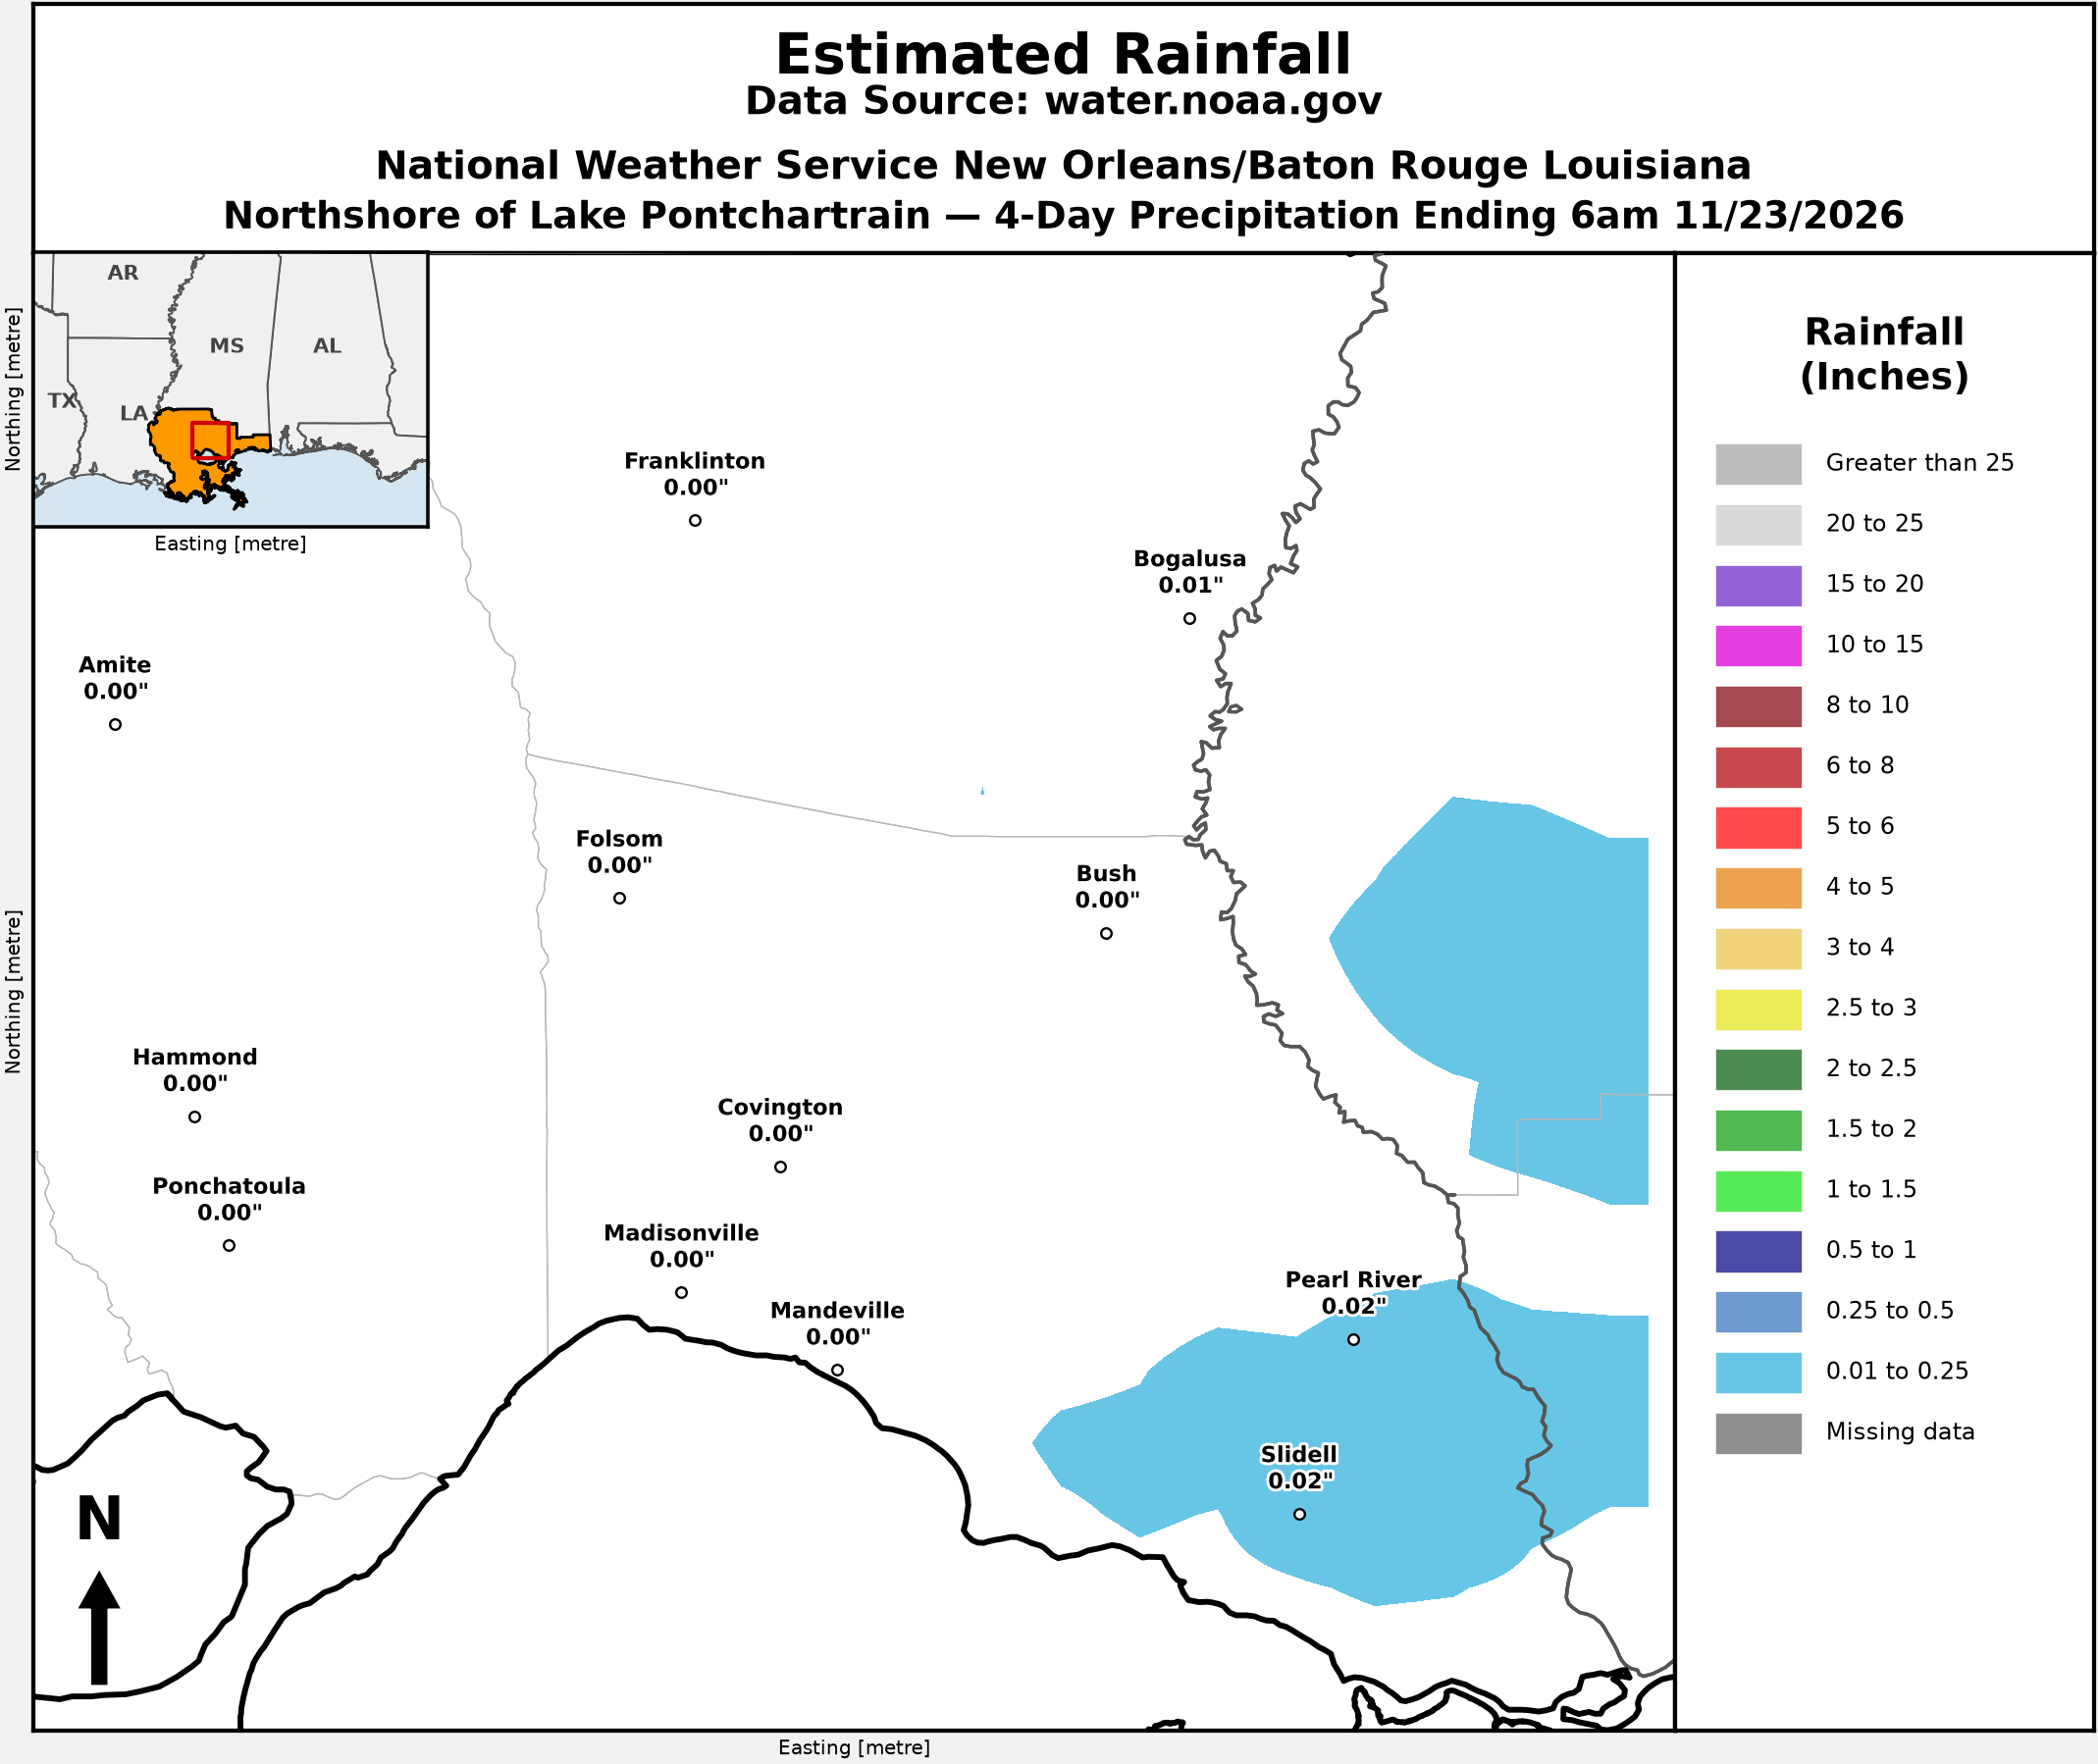 Estimated Rainfall
Data Source: water.noaa.gov
National Weather Service New Orleans/Baton Rouge Louisiana
Northshore of Lake Pontchartrain — 4-Day Precipitation Ending 6am 11/23/2026
Northing [metre]
AR
MS
AL
TX
LA
Easting [metre]
Franklinton
0.00"
Bogalusa
0.01"
Amite
0.00"
Folsom
0.00"
Bush
0.00"
Northing [metre]
Hammond
0.00"
Covington
0.00"
Ponchatoula
0.00"
Madisonville
0.00"
Mandeville
0.00"
Pearl River
0.02"
Slidell
0.02"
N
Easting [metre]
Rainfall
(Inches)
Greater than 25
20 to 25
15 to 20
10 to 15
8 to 10
6 to 8
5 to 6
4 to 5
3 to 4
2.5 to 3
2 to 2.5
1.5 to 2
1 to 1.5
0.5 to 1
0.25 to 0.5
0.01 to 0.25
Missing data